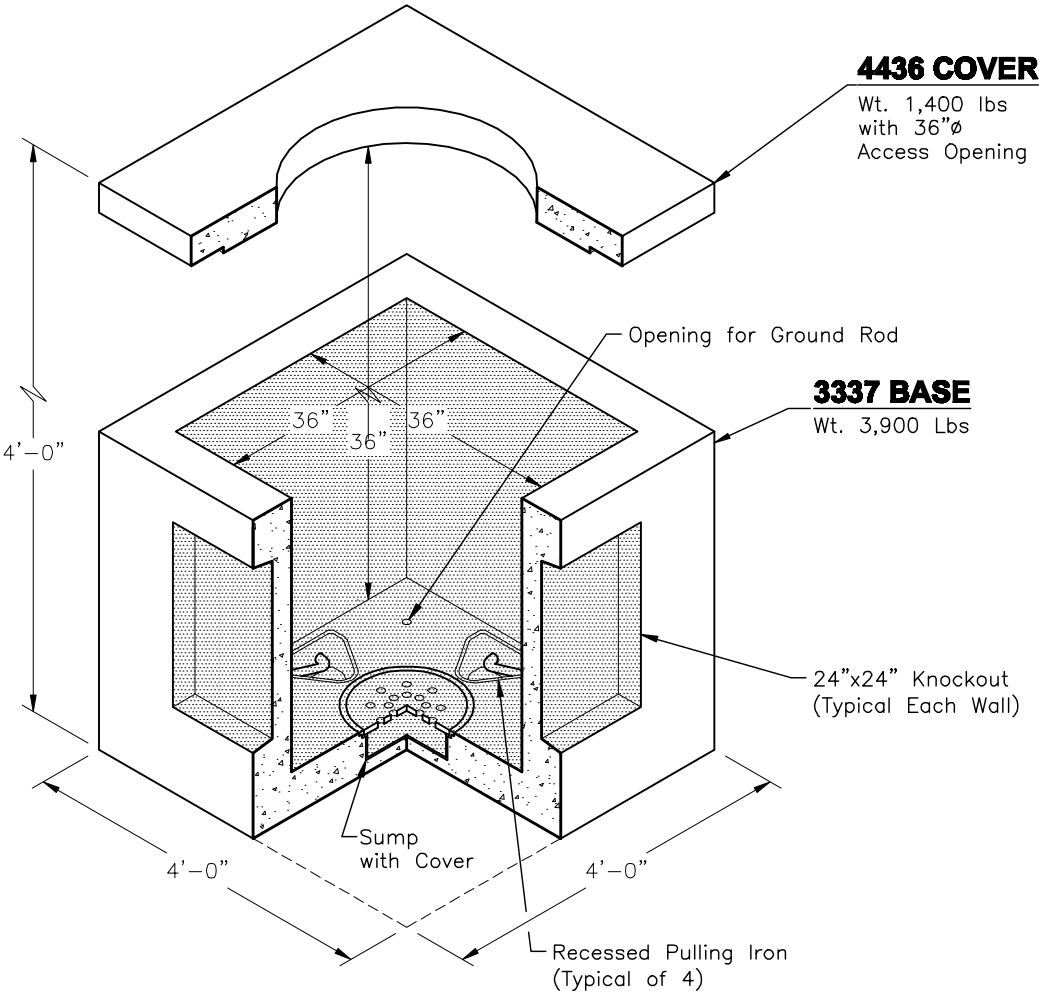 4436 COVER
Wt. 1,400 lbs
with 36"ø
Access Opening
Opening for Ground Rod
3337 BASE
Wt. 3,900 Lbs
36"
36"
36"
4'-0"
24"x24" Knockout
(Typical Each Wall)
Sump
with Cover
4'-0"
4'-0"
Recessed Pulling Iron
(Typical of 4)